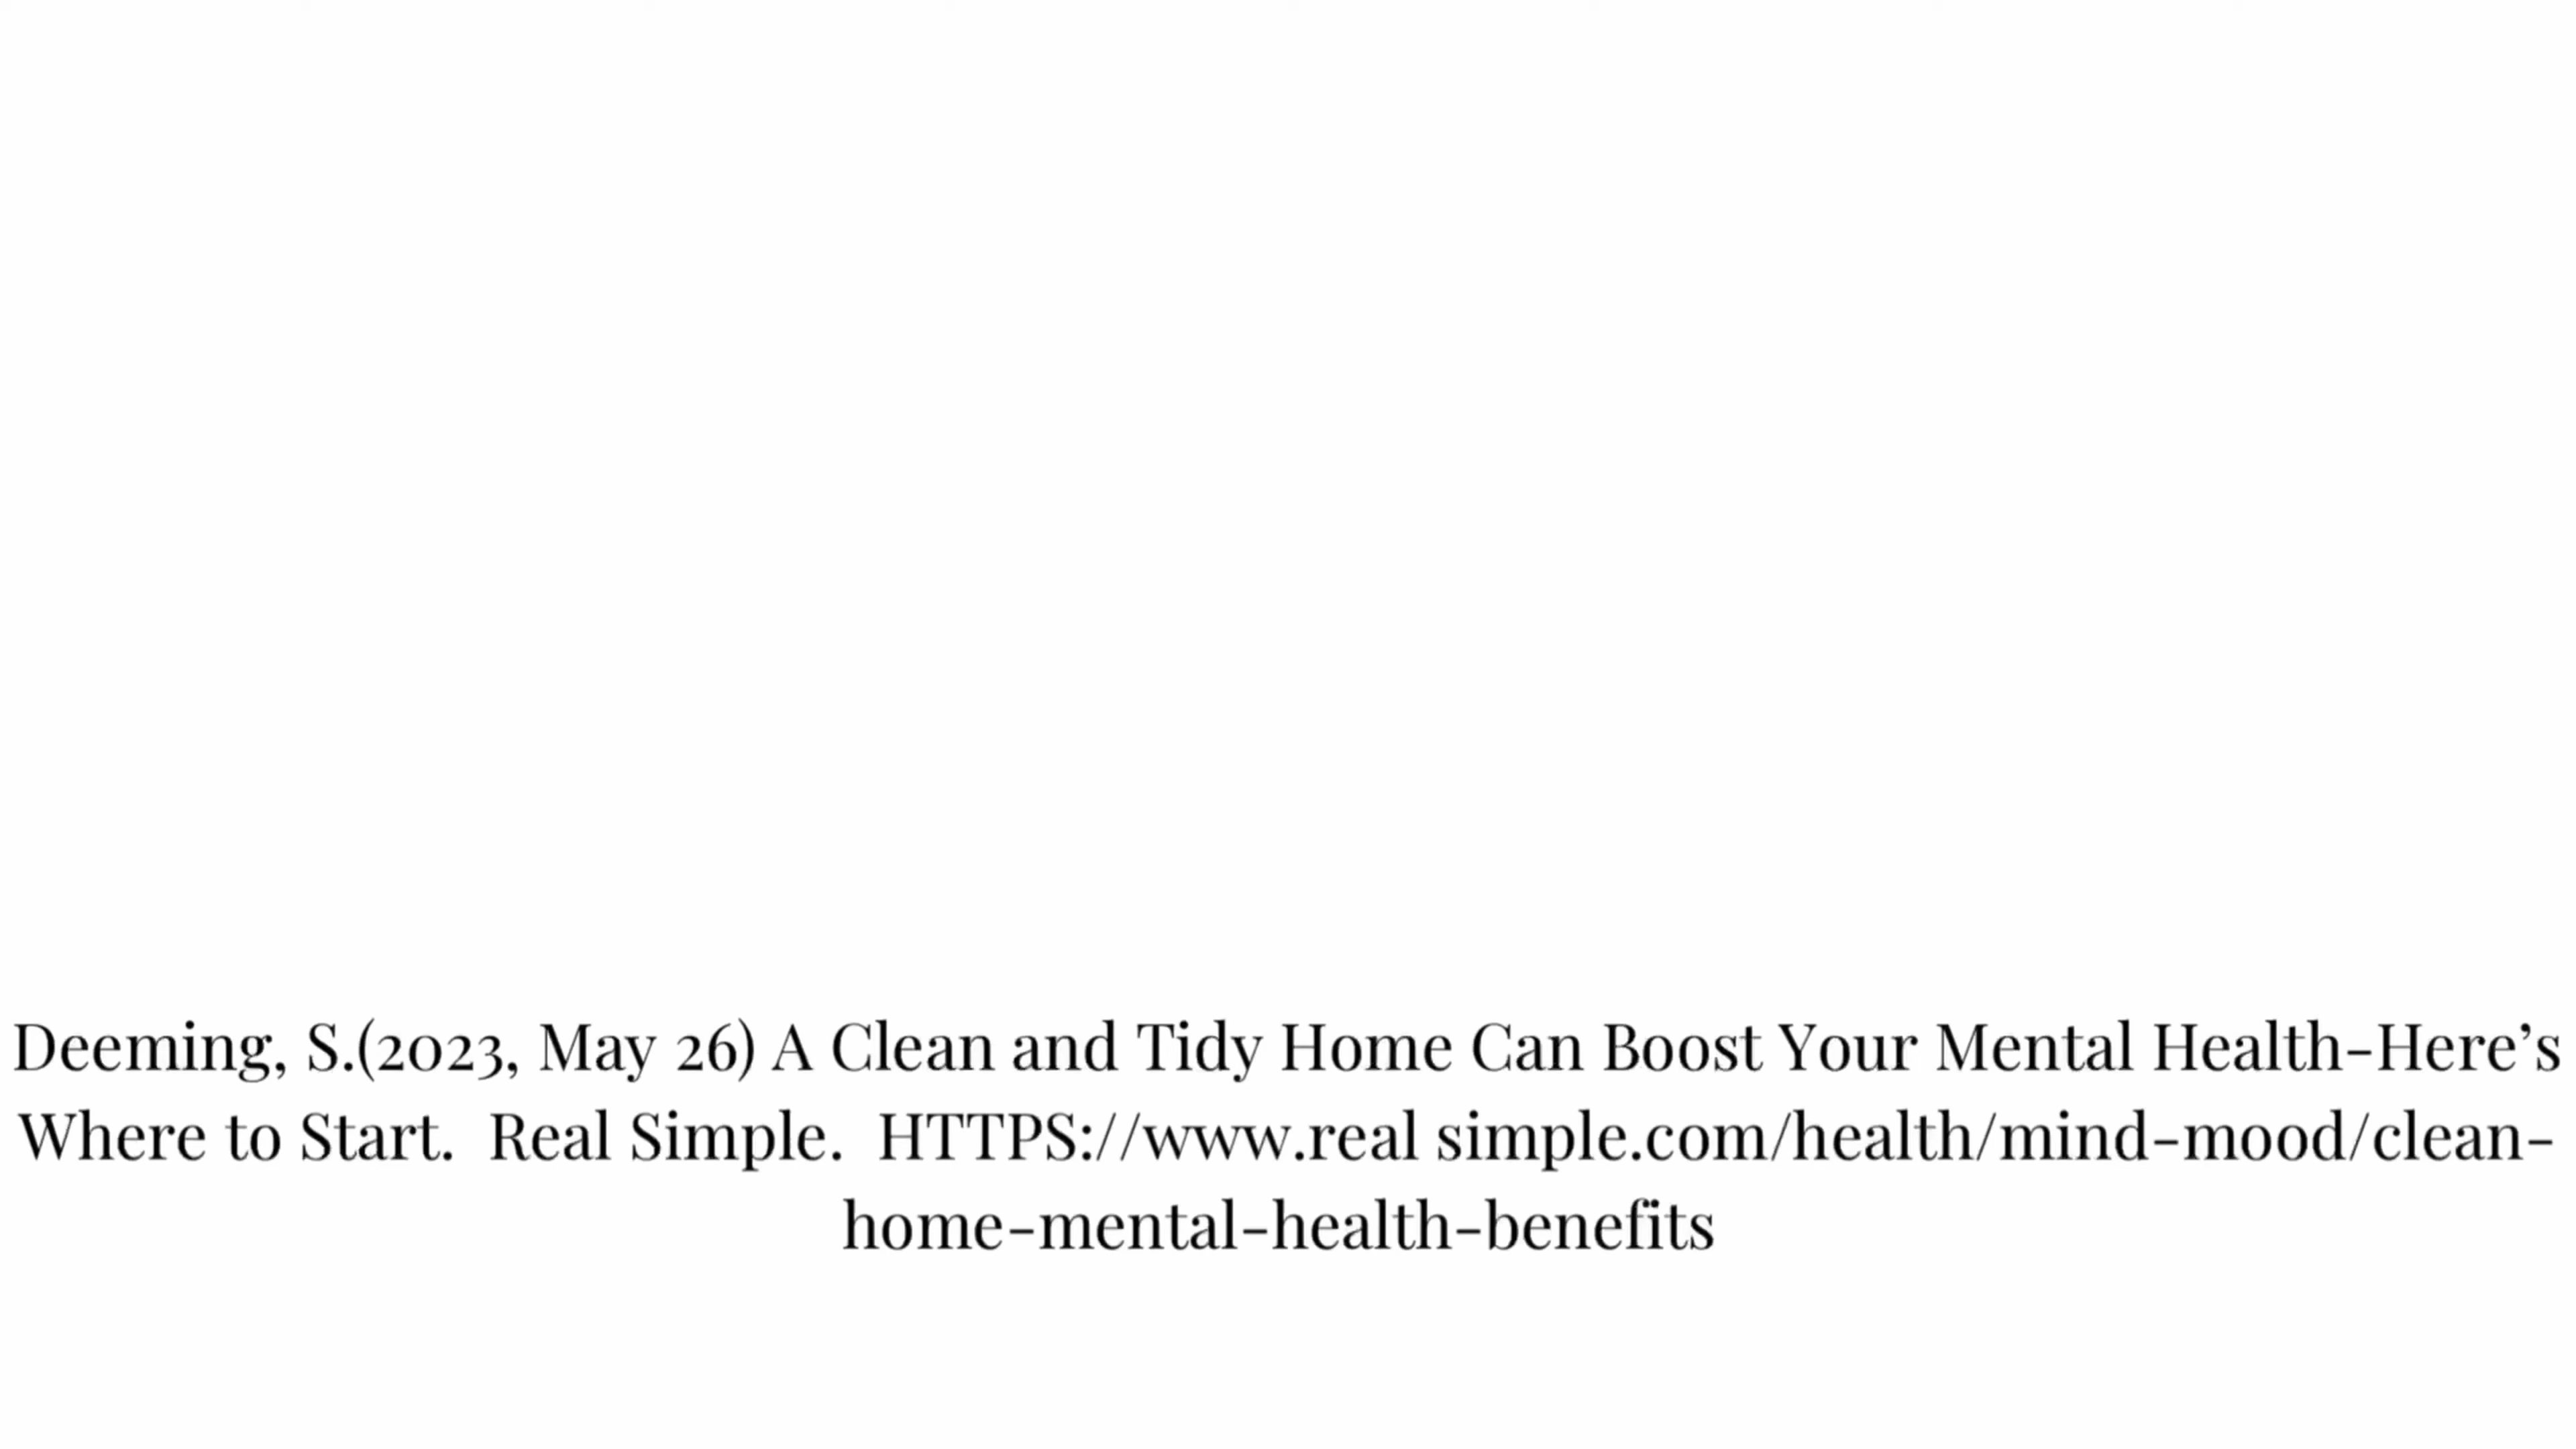 Deeming, S.(2023, May 26) A Clean and Tidy Home Can Boost Your Mental Health-Here’s
Where to Start.  Real Simple.  HTTPS://www.real simple.com/health/mind-mood/clean-
home-mental-health-benefits